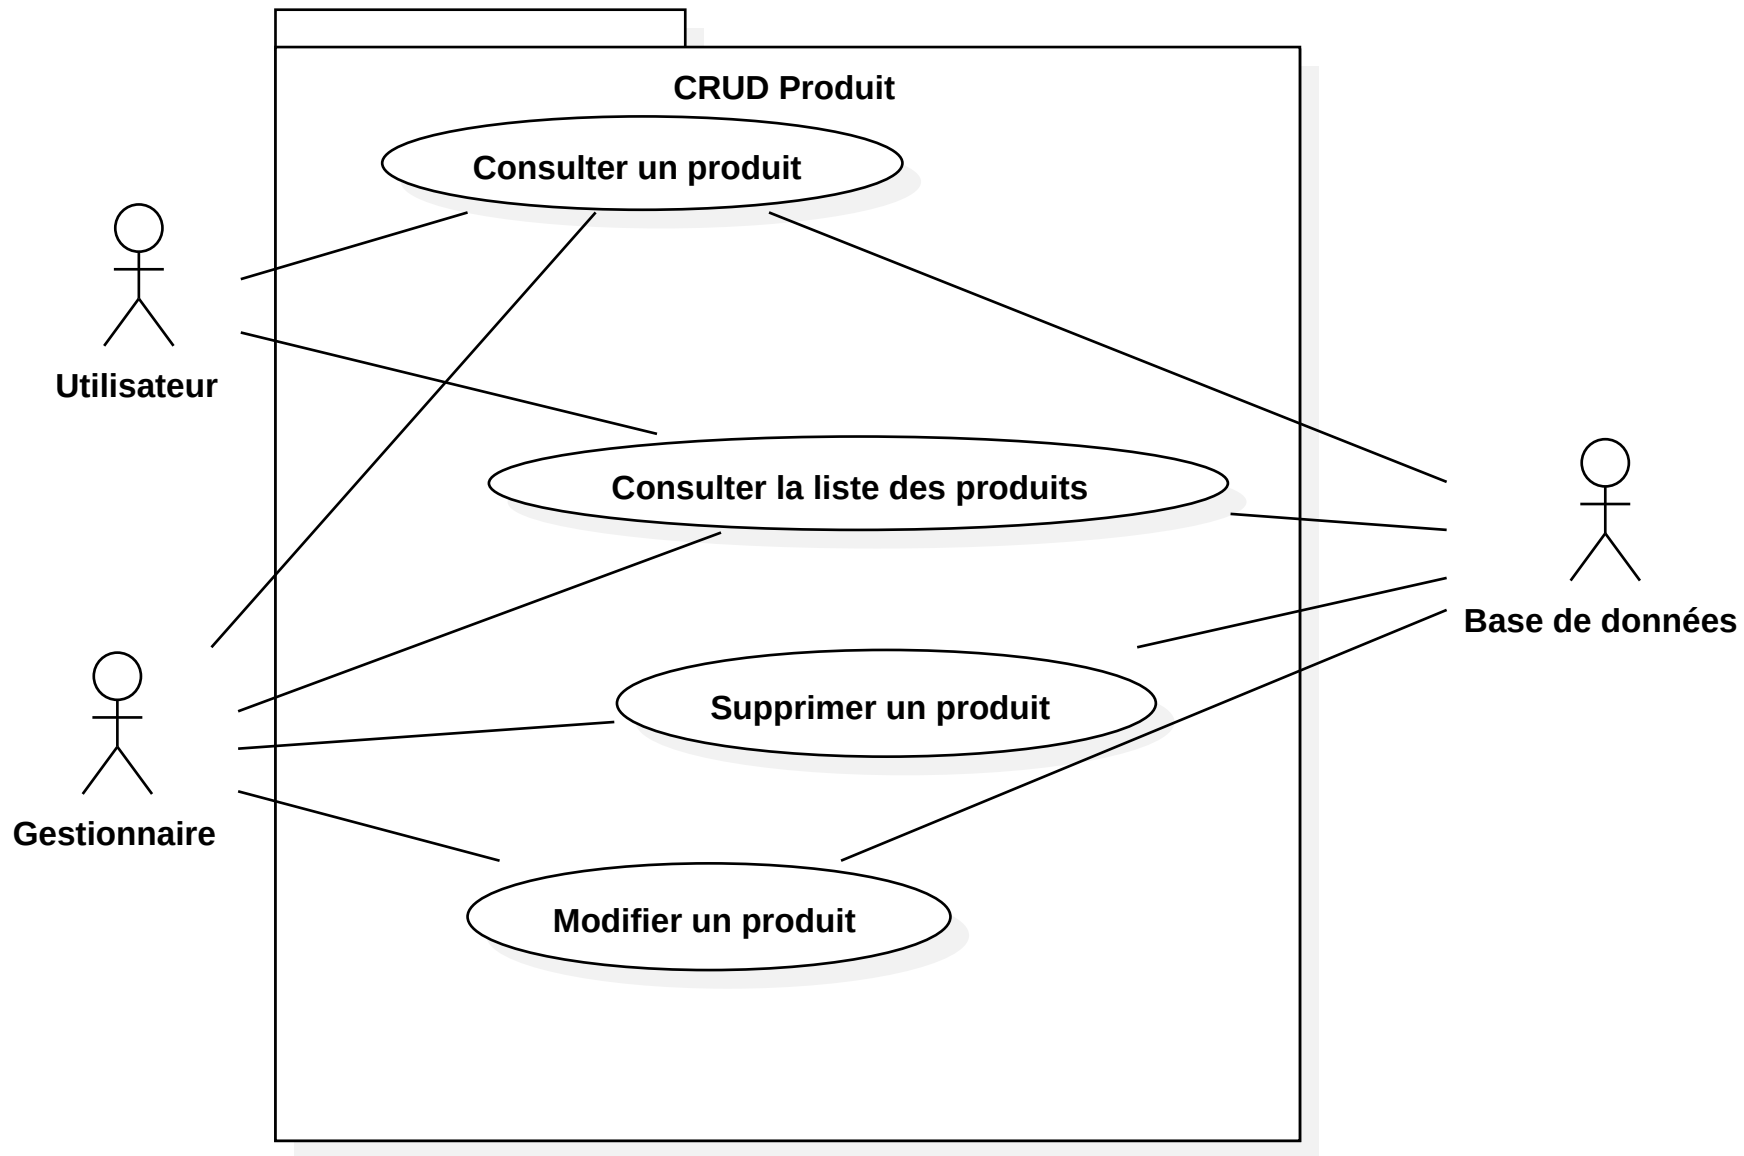 CRUD Produit
Consulter un produit
Utilisateur
Consulter la liste des produits
Base de données
Supprimer un produit
Gestionnaire
Modifier un produit